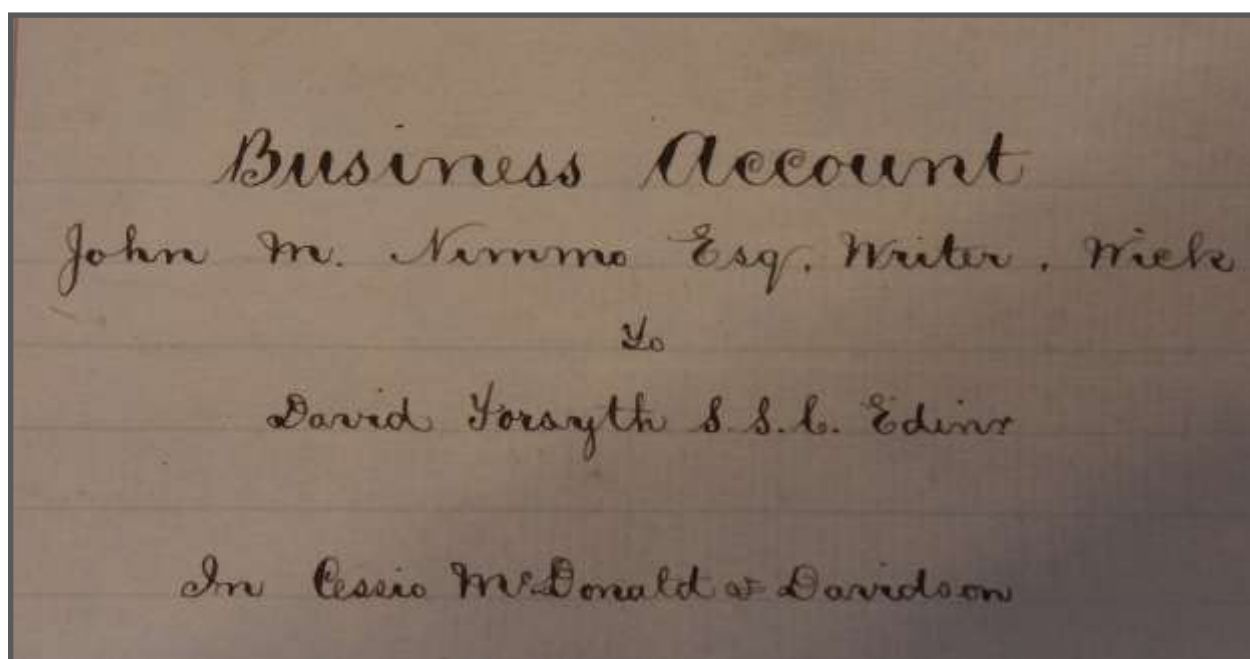 Business Account
John M. Nimmo Esq. Writer. Wick
To
David Forsyth S. S. C. Edinr
In Cessio McDonald v Davidson